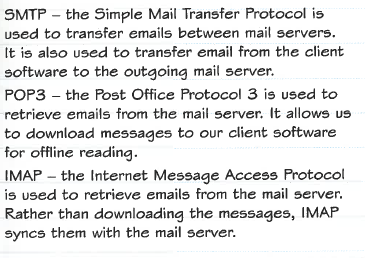 SMTP – the Simple Mail Transfer Protocol is
used to transfer emails between mail servers.
It is also used to transfer email from the client
software to the outgoing mail server.
POP3 – the Post Office Protocol 3 is used to
retrieve emails from the mail server. It allows us
to download messages to our client software
for offline reading.
IMAP – the Internet Message Access Protocol
is used to retrieve emails from the mail server.
Rather than downloading the messages, IMAP
syncs them with the mail server.